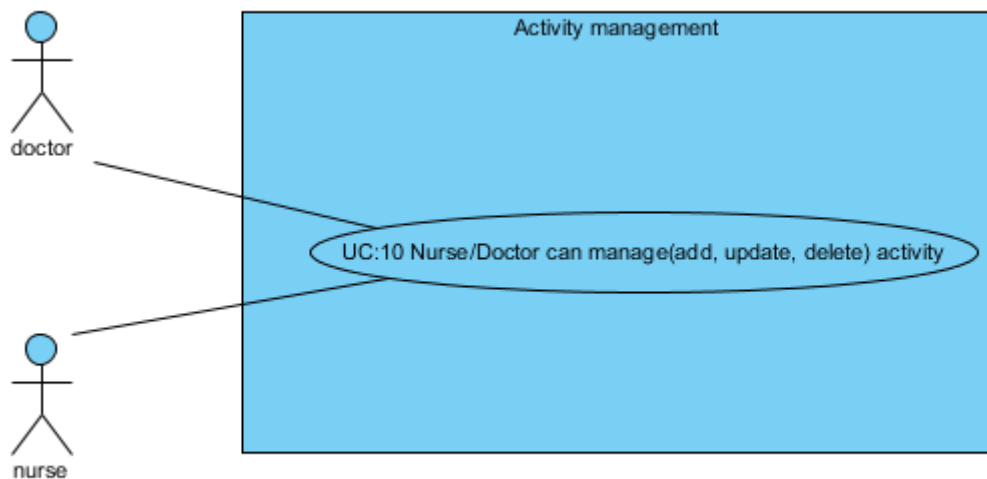 Activity management
doctor
UC:10 Nurse/Doctor can manage(add, update, delete) activity
nurse